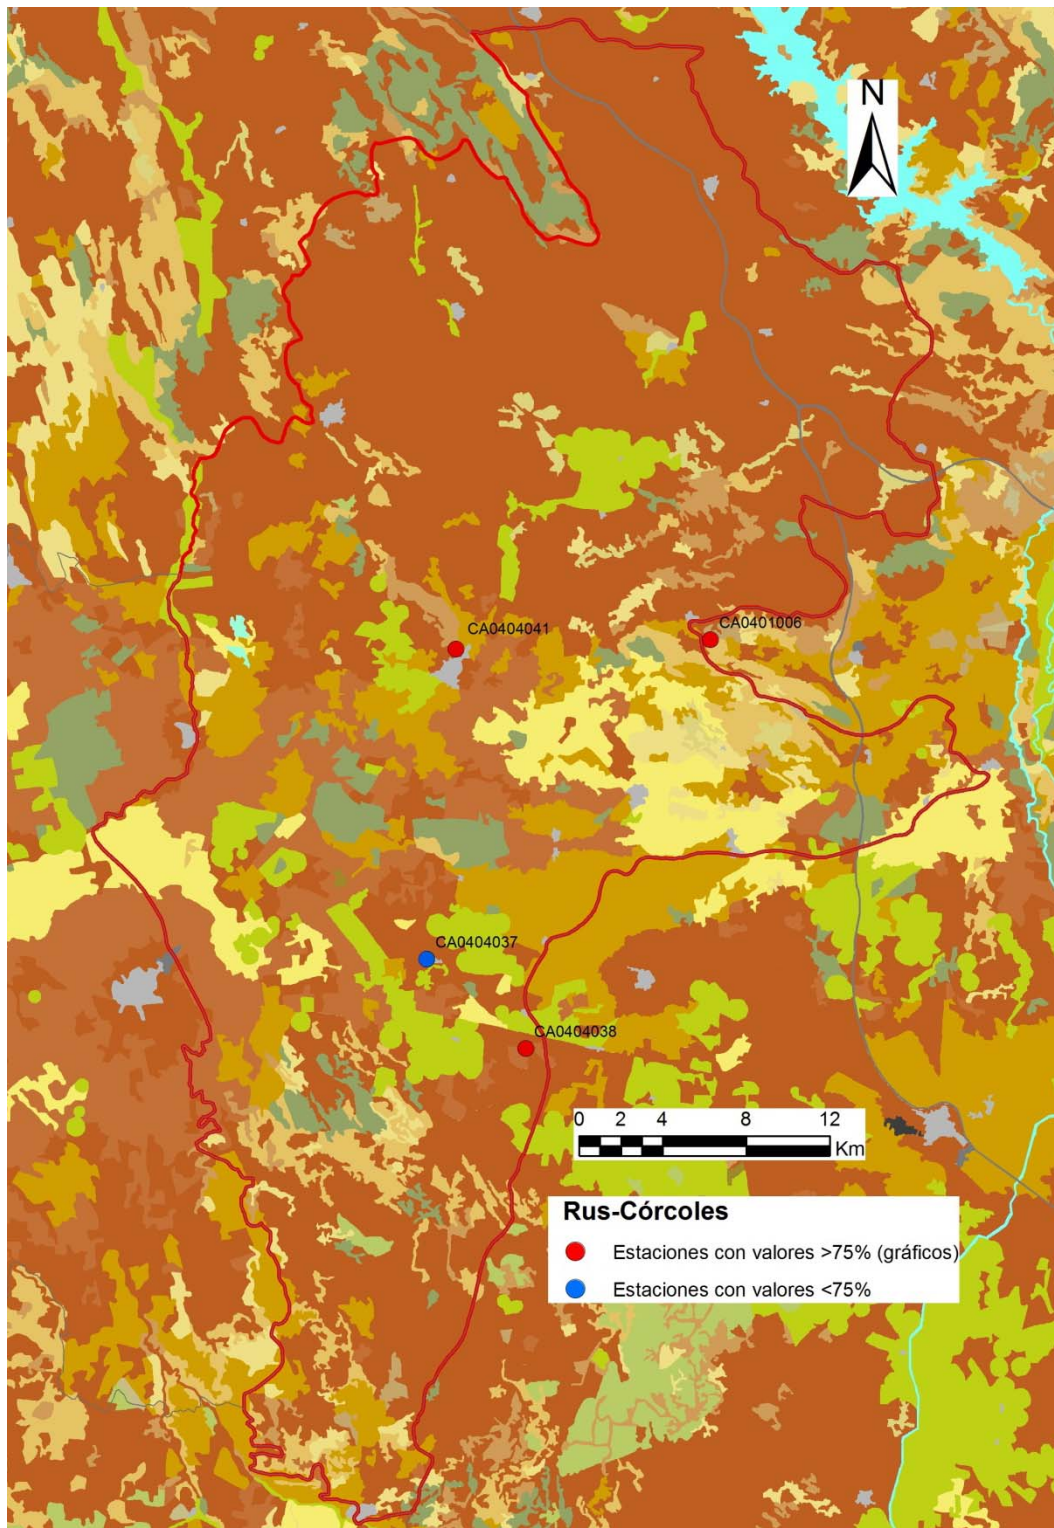 N
CA0404041
CA0401006
CA0404037
CA0404038
0 2 4 8 12
Km
Rus-Córcoles
Estaciones con valores >75% (gráficos)
Estaciones con valores <75%